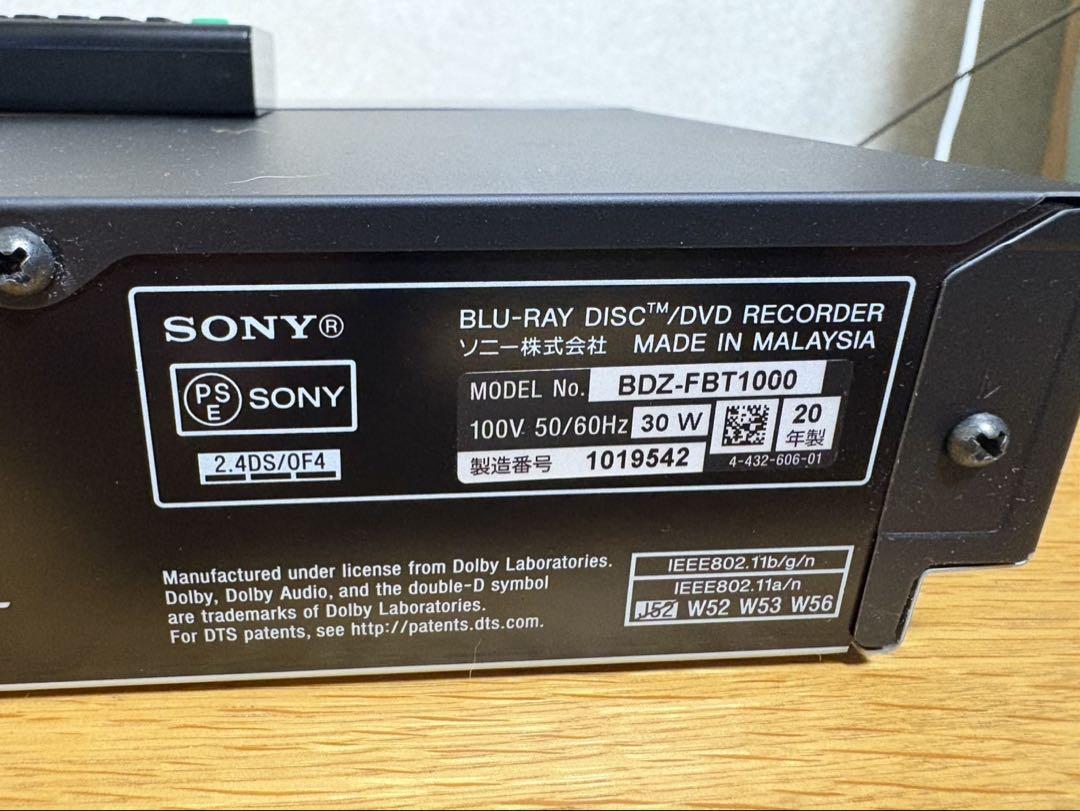 SONY®
PSE SONY
2.4DS/OF4
BLU-RAY DISC™/DVD RECORDER
ソニー株式会社 MADE IN MALAYSIA
MODEL No. BDZ-FBT1000
100V 50/60Hz 30 W
20
年製
製造番号 1019542
4-432-606-01
Manufactured under license from Dolby Laboratories.
Dolby, Dolby Audio, and the double-D symbol
are trademarks of Dolby Laboratories.
For DTS patents, see http://patents.dts.com.
IEEE802.11b/g/n
IEEE802.11a/n
J52 W52 W53 W56